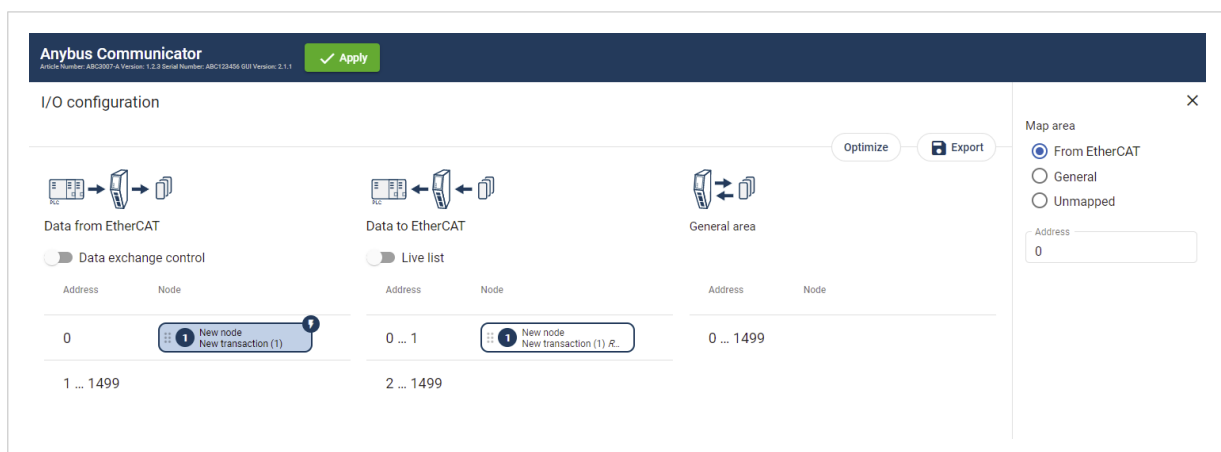 Anybus Communicator
Article Number: ABC3007-A Version: 1.2.3 Serial Number: ABC123456 GUI Version: 2.1.1
Apply
I/O configuration
Optimize
Export
PLC
PLC
Data from EtherCAT
Data to EtherCAT
General area
Data exchange control
Live list
Address Node
Address Node
Address Node
0
1 New node
New transaction (1)
0 ... 1
1 New node
New transaction (1) R...
0 ... 1499
1 ... 1499
2 ... 1499
Map area
From EtherCAT
General
Unmapped
Address
0